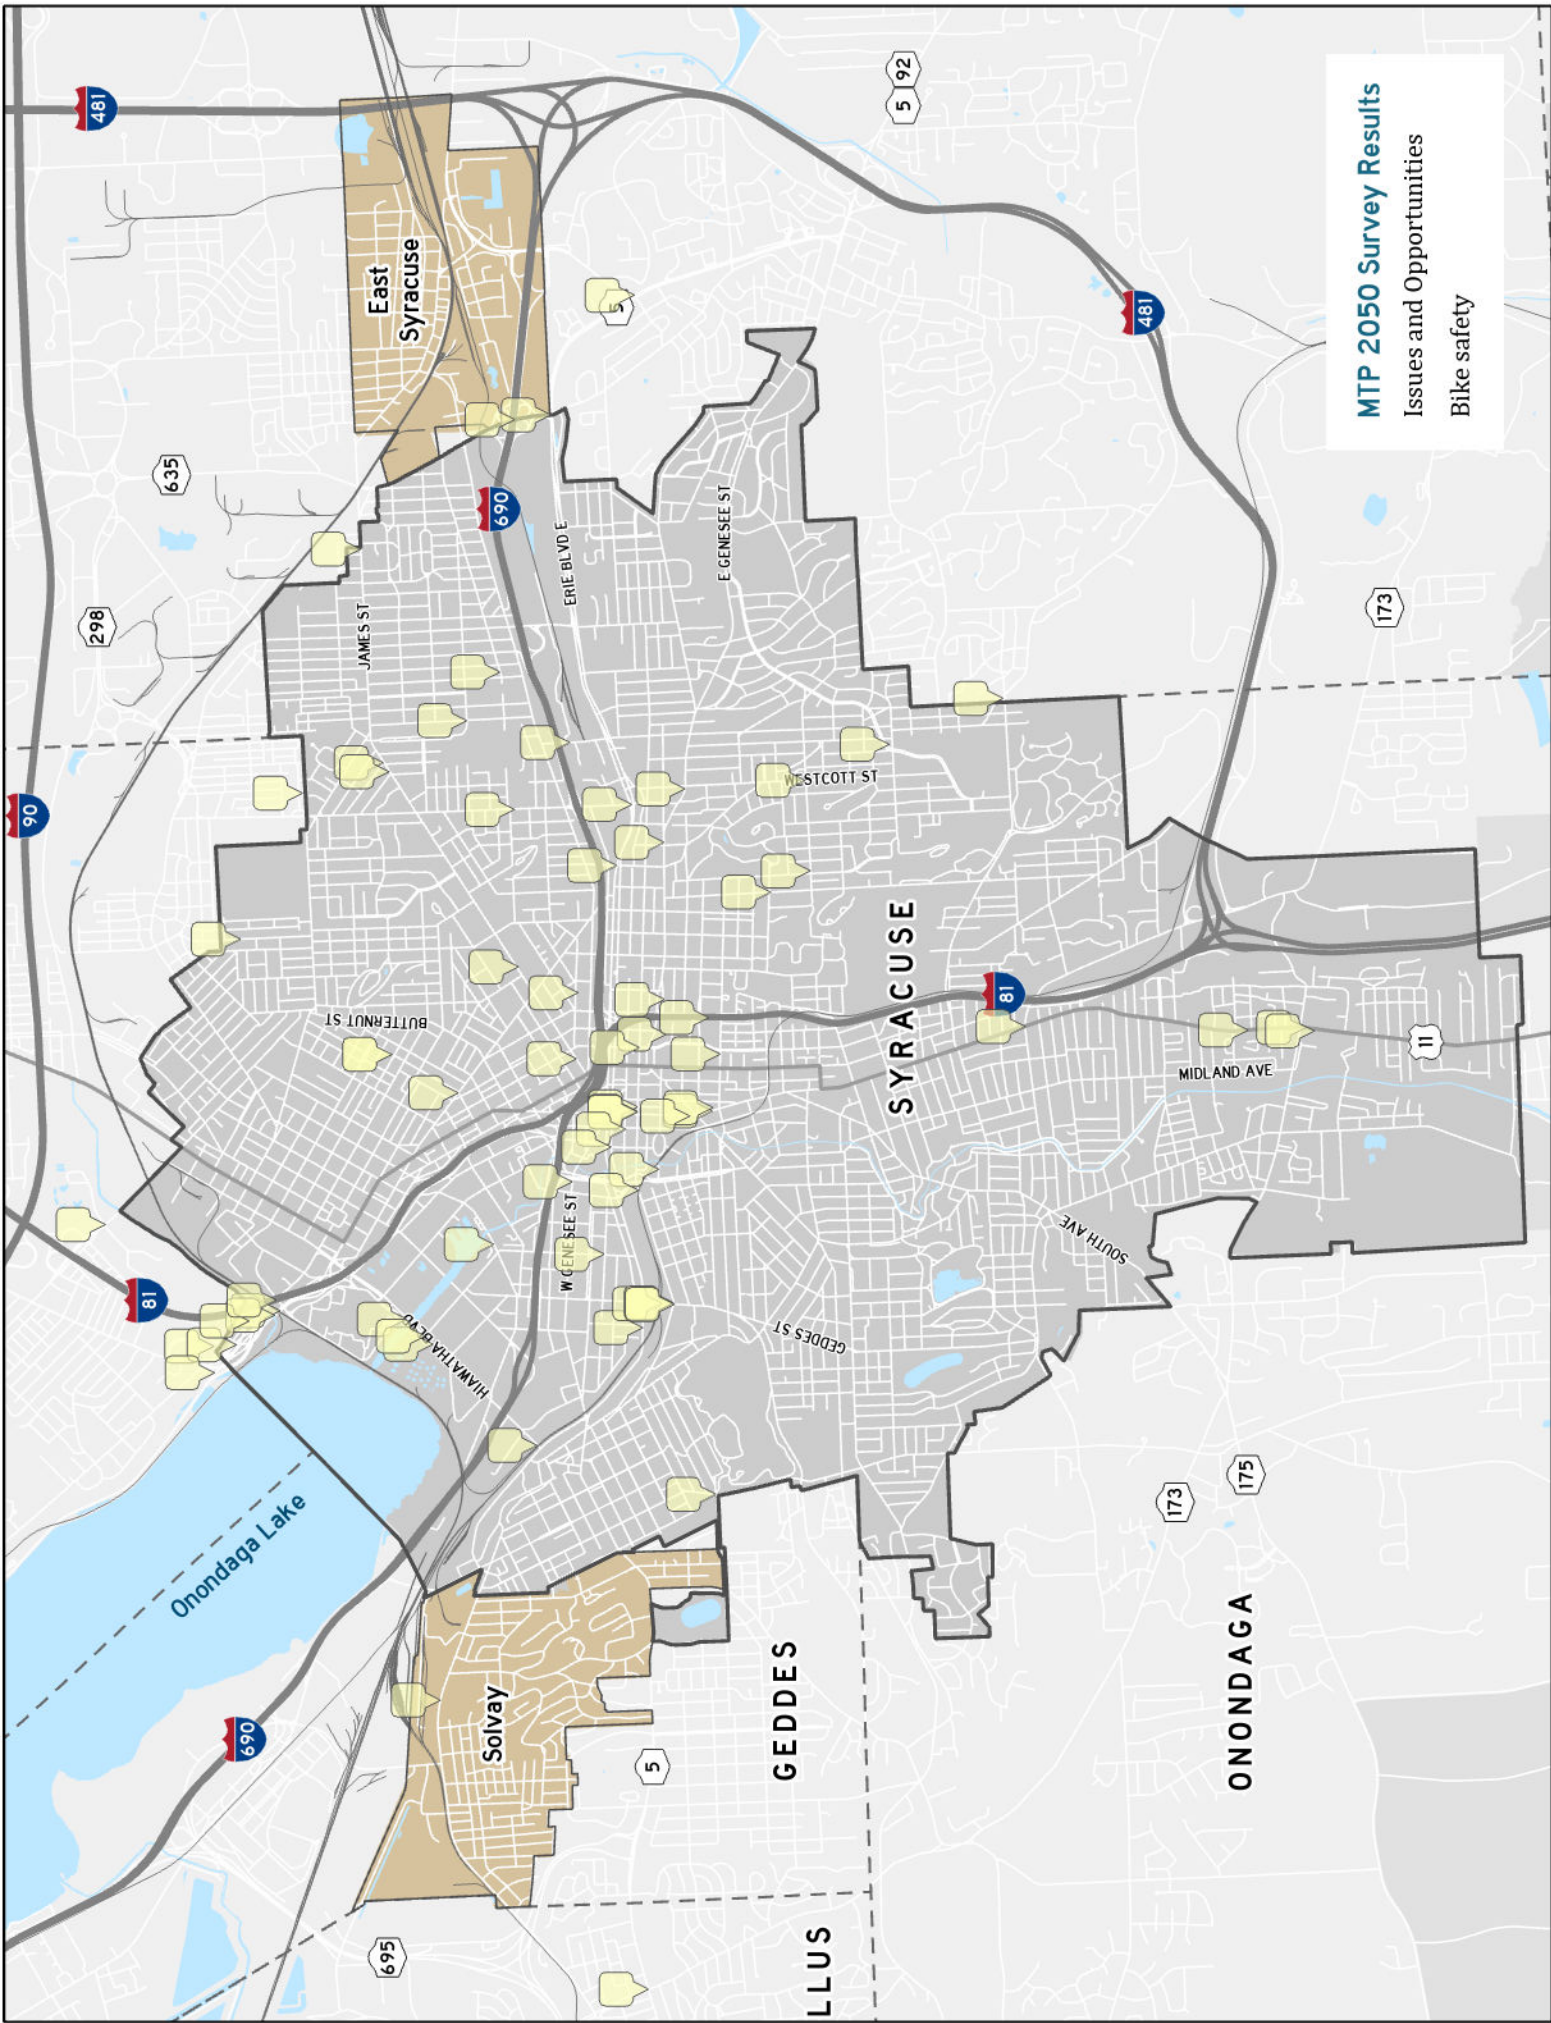 MTP 2050 Survey Results
Issues and Opportunities
Bike safety
90
481
298
635
East
Syracuse
690
5
5
92
JAMES ST
ERIE BLVD E
E GENESEE ST
481
173
WESTCOTT ST
BUTTERNUT ST
SYRACUSE
81
MIDLAND AVE
11
81
W GENESEE ST
HIAWATHA BLVD
GEDDES ST
SOUTH AVE
Onondaga Lake
690
Solvay
5
GEDDES
173
175
ONONDAGA
695
LLUS